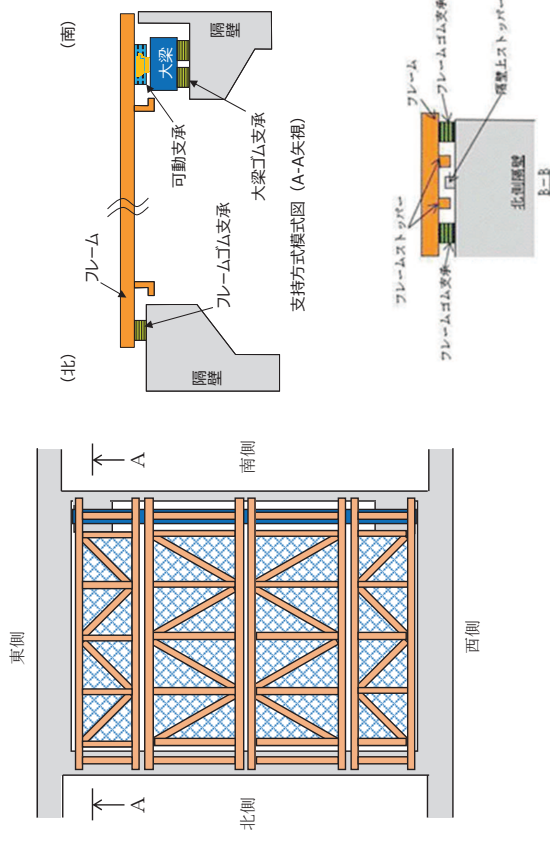 東側
A
A
北側
南側
西側
(北)
(南)
フレーム
隔壁
フレームゴム支承
可動支承
大梁
大梁ゴム支承
隔壁
支持方式模式図 (A-A矢視)
フレームストッパー
フレーム
フレームゴム支承
フレームゴム支承
隔壁上ストッパー
北側隔壁
B-B